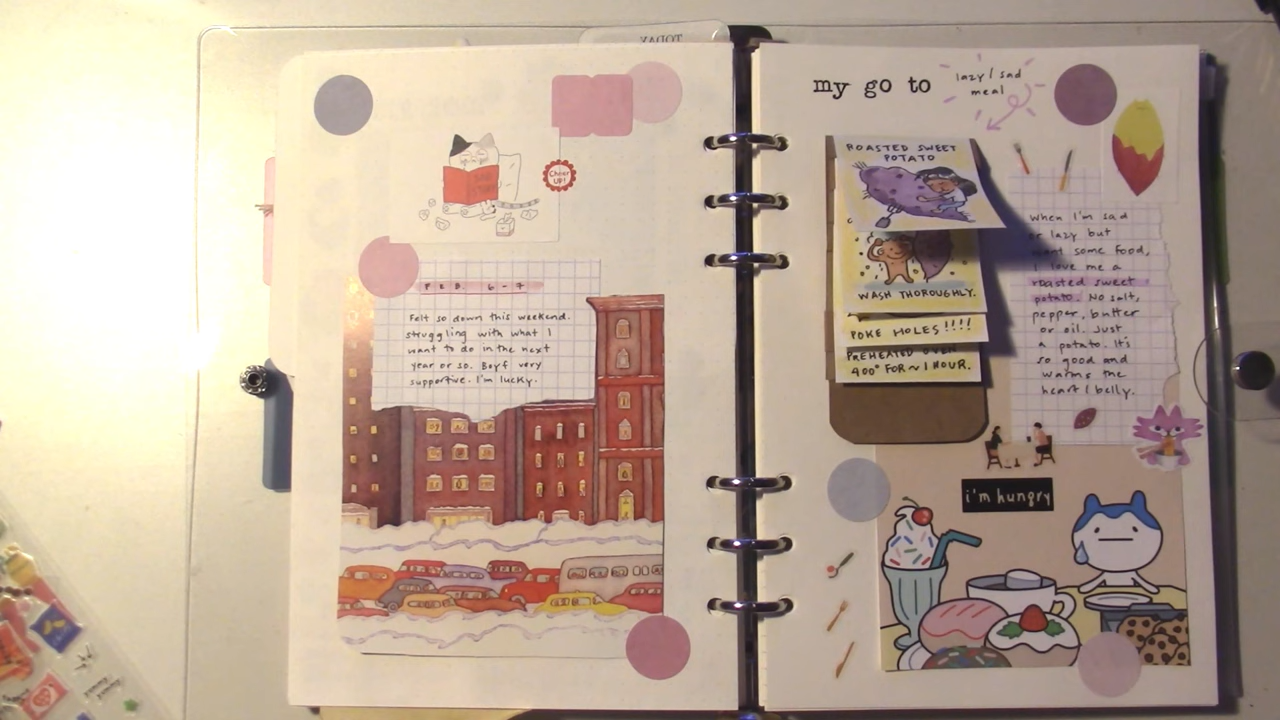 TODAY
Cheer
UP!
FEB 6-7
Felt so down this weekend.
struggling with what I
want to do in the next
year or so. Boyf very
supportive. I'm lucky.
my go to
lazy / sad
meal
ROASTED SWEET
POTATO
WASH THOROUGHLY.
POKE HOLES!!!!
PREHEATED OVEN
400° FOR ~ 1 HOUR.
When I'm sad
or lazy but
want some food,
I love me a
roasted sweet
potato. No salt,
pepper, butter
or oil. Just
a potato. It's
so good and
warms the
heart / belly.
i'm hungry